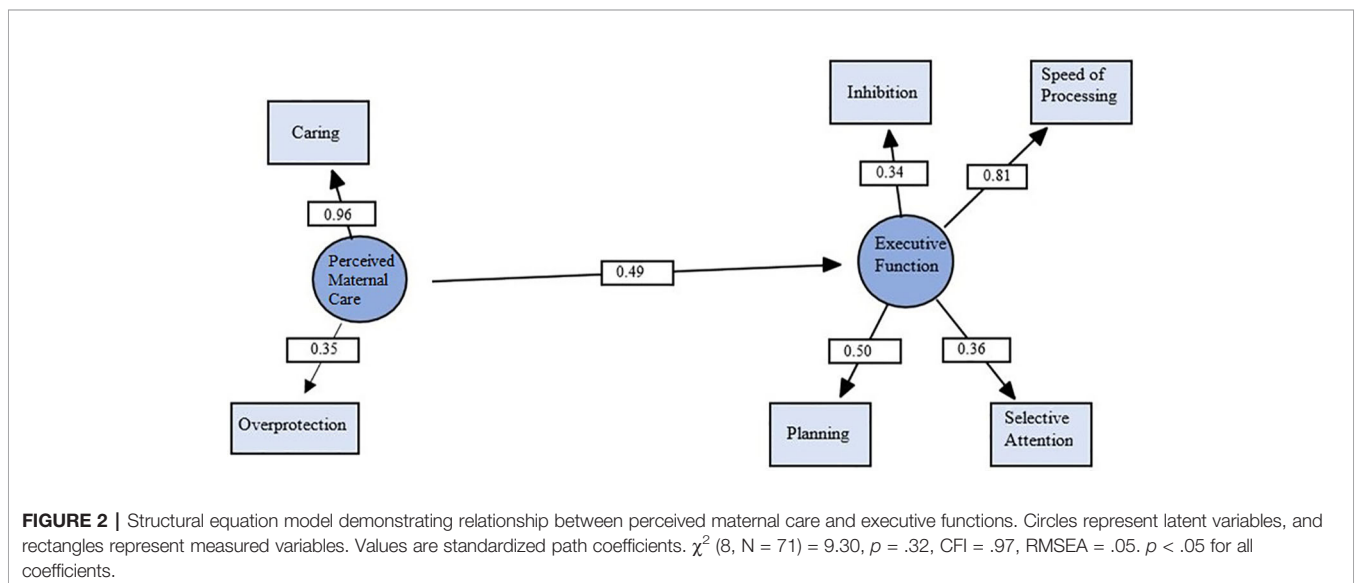 Caring
0.96
Perceived
Maternal
Care
0.35
Overprotection
0.49
Inhibition
0.34
Speed of
Processing
0.81
Executive
Function
0.50
Planning
0.36
Selective
Attention
FIGURE 2 | Structural equation model demonstrating relationship between perceived maternal care and executive functions. Circles represent latent variables, and
rectangles represent measured variables. Values are standardized path coefficients. χ² (8, N = 71) = 9.30, p = .32, CFI = .97, RMSEA = .05. p < .05 for all
coefficients.